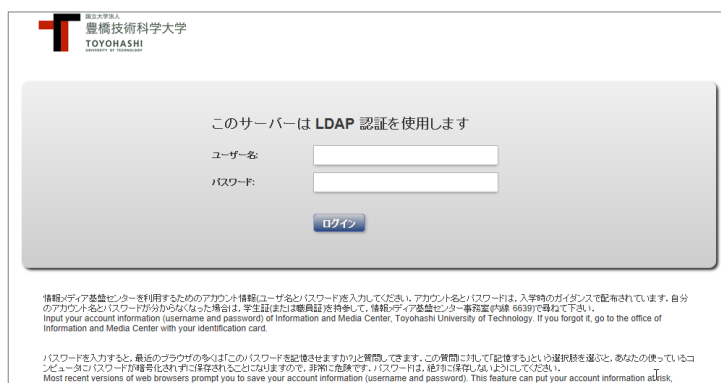 国立大学法人
豊橋技術科学大学
TOYOHASHI
UNIVERSITY OF TECHNOLOGY
このサーバーは LDAP 認証を使用します
ユーザー名:
パスワード:
ログイン
情報メディア基盤センターを利用するためのアカウント情報(ユーザ名とパスワード)を入力してください。アカウント名とパスワードは、入学時のガイダンスで配布されています。自分
のアカウント名とパスワードが分からなくなった場合は、学生証(または職員証)を持参して、情報メディア基盤センター事務室(内線 6639)で尋ねて下さい。
Input your account information (username and password) of Information and Media Center, Toyohashi University of Technology. If you forgot it, go to the office of
Information and Media Center with your identification card.
パスワードを入力すると、最近のブラウザの多くは「このパスワードを記憶させますか?」と質問してきます。この質問に対して「記憶する」という選択肢を選ぶと、あなたの使っているコ
ンピュータにパスワードが暗号化されずに保存されることになりますので、非常に危険です。パスワードは、絶対に保存しないようにしてください。
Most recent versions of web browsers prompt you to save your account information (username and password). This feature can put your account information at risk,